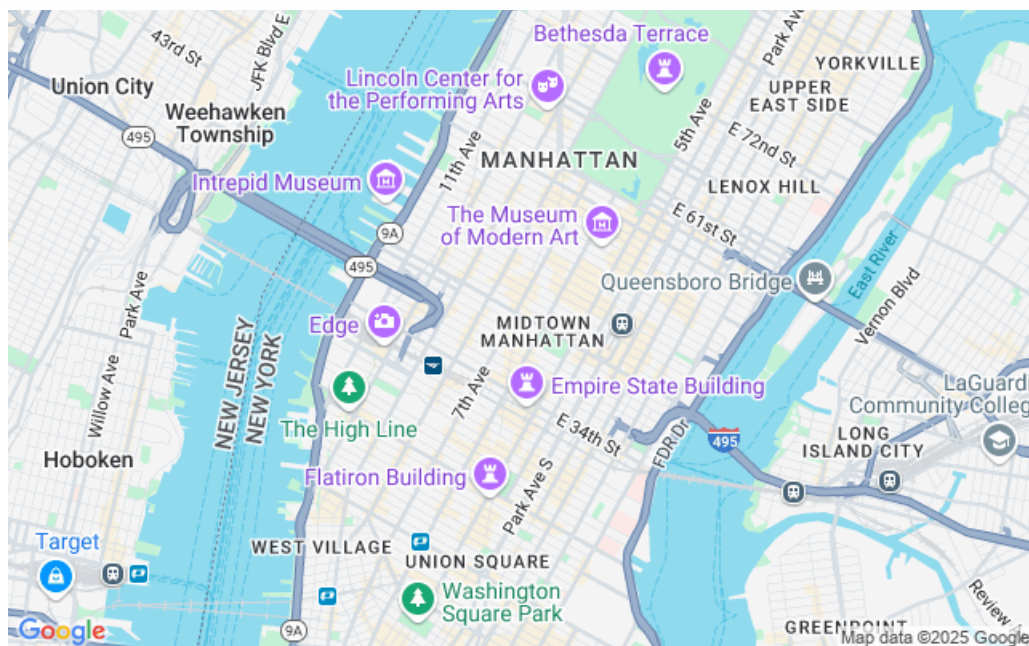 43rd St
JFK Blvd E
Bethesda Terrace
Park Ave
YORKVILLE
Union City
Lincoln Center for
the Performing Arts
UPPER
EAST SIDE
Weehawken
Township
495
11th Ave
5th Ave
E 72nd St
MANHATTAN
Intrepid Museum
LENOX HILL
The Museum
of Modern Art
E 61st St
9A
495
Queensboro Bridge
East River
Park Ave
Vernon Blvd
Edge
MIDTOWN
MANHATTAN
NEW JERSEY
NEW YORK
Willow Ave
7th Ave
Empire State Building
LaGuardi
Community College
The High Line
E 34th St
FDR Dr
495
LONG
ISLAND CITY
Hoboken
Flatiron Building
Park Ave S
WEST VILLAGE
UNION SQUARE
Target
Washington
Square Park
Review A
9A
GREENPOINT
Google
Map data ©2025 Google